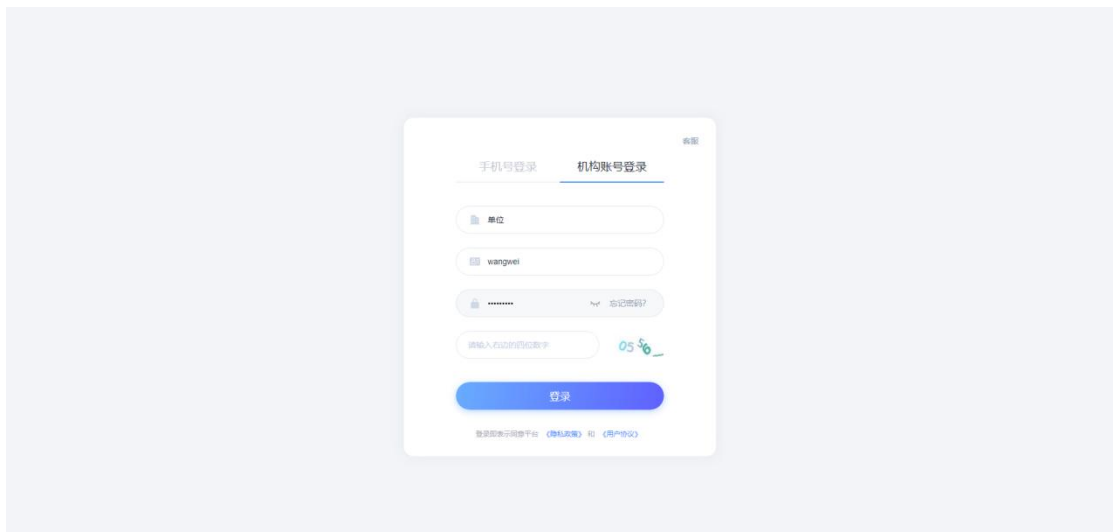 客服
手机号登录 机构账号登录
单位
wangwei
••••••••• 忘记密码?
请输入右边的四位数字 0556
登录
登录即表示同意平台 《隐私政策》 和 《用户协议》